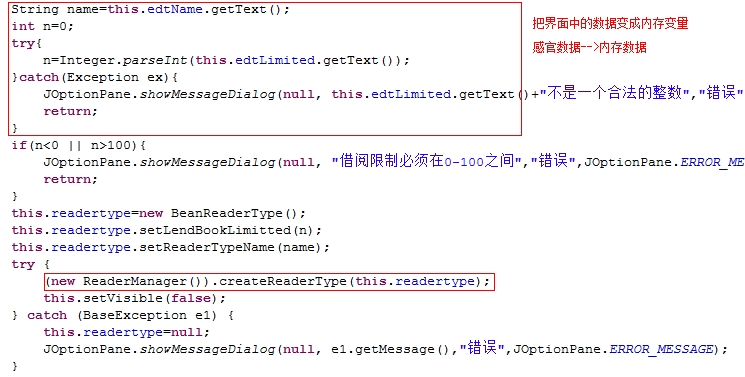 String name=this.edtName.getText();
int n=0;
try{
n=Integer.parseInt(this.edtLimited.getText());
}catch(Exception ex){
JOptionPane.showMessageDialog(null, this.edtLimited.getText()+"不是一个合法的整数","错误"
return;
}
把界面中的数据变成内存变量
感官数据-->内存数据
if(n<0 || n>100){
JOptionPane.showMessageDialog(null, "借阅限制必须在0-100之间","错误",JOptionPane.ERROR_ME
return;
}
this.readertype=new BeanReaderType();
this.readertype.setLendBookLimitted(n);
this.readertype.setReaderTypeName(name);
try {
(new ReaderManager()).createReaderType(this.readertype);
this.setVisible(false);
} catch (BaseException e1) {
this.readertype=null;
JOptionPane.showMessageDialog(null, e1.getMessage(),"错误",JOptionPane.ERROR_MESSAGE);
}